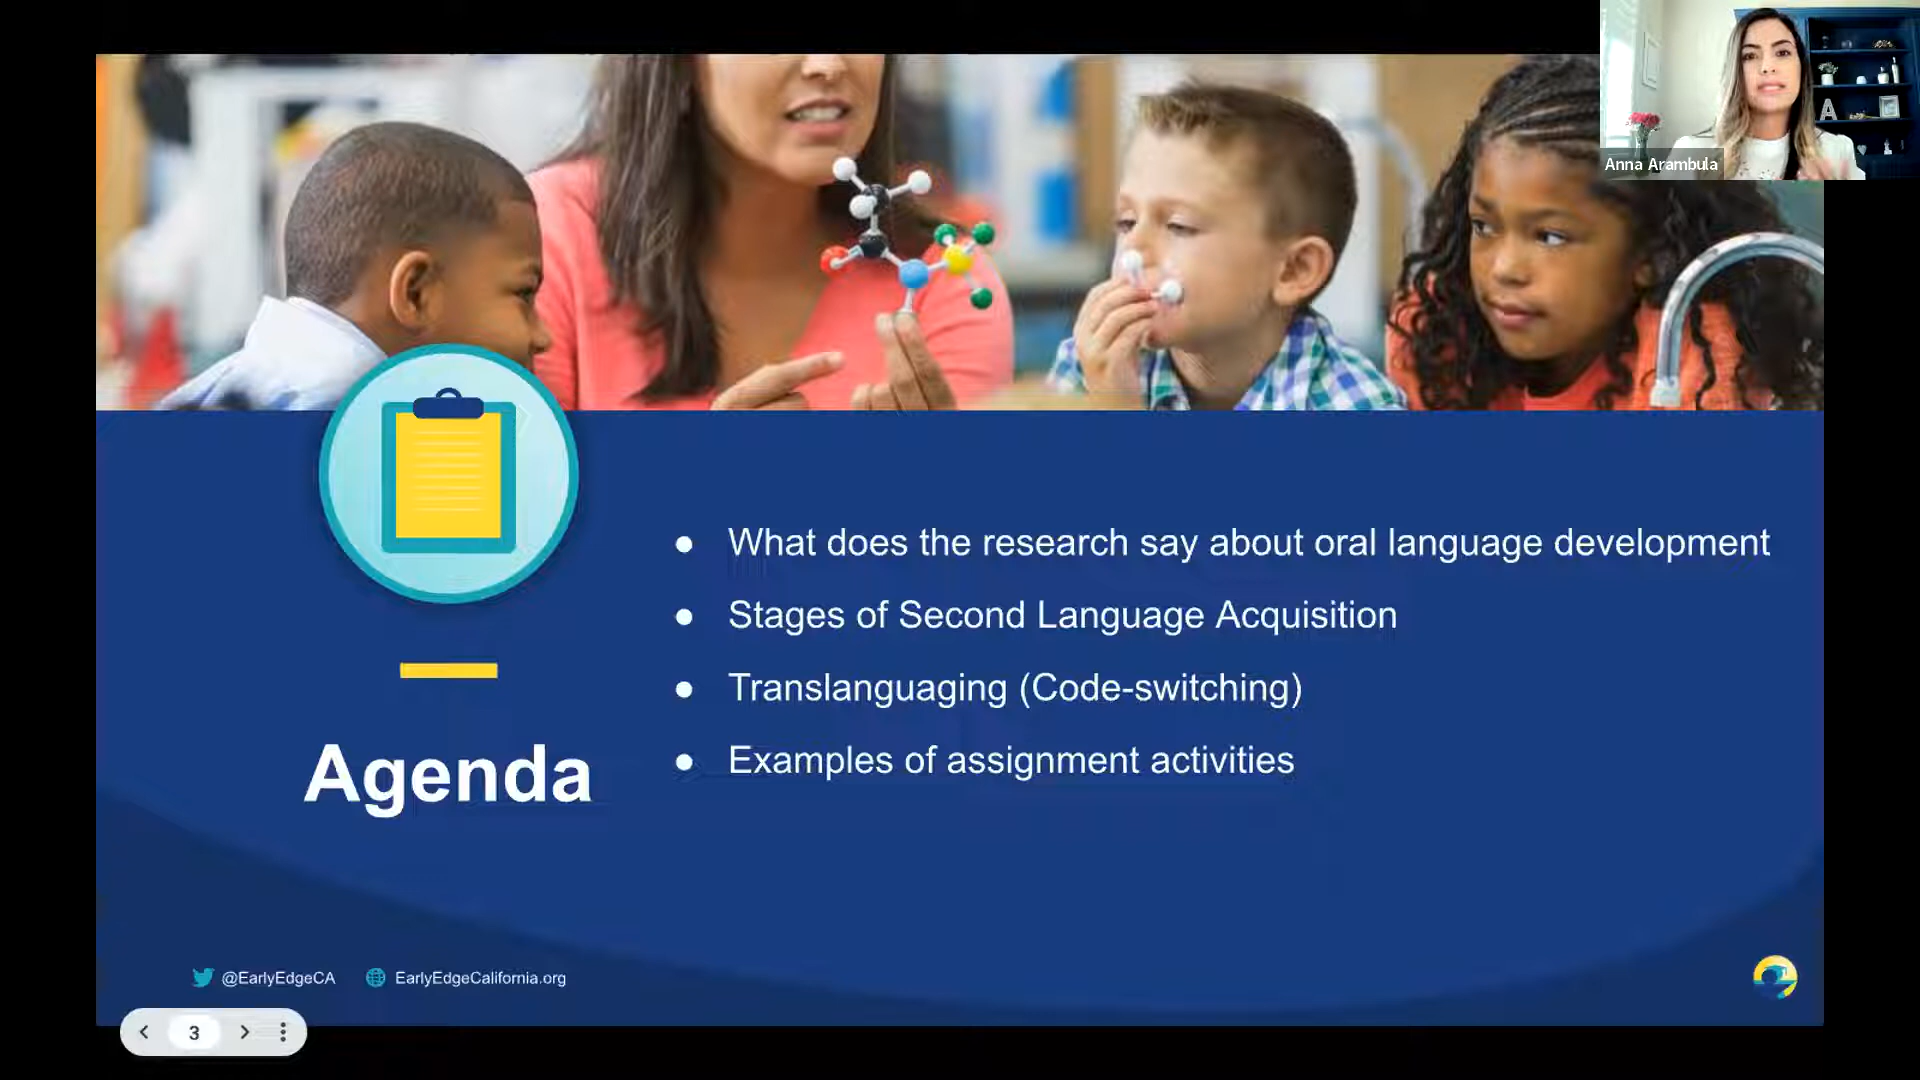 Anna Arambula
A
● What does the research say about oral language development
● Stages of Second Language Acquisition
● Translanguaging (Code-switching)
● Examples of assignment activities
Agenda
@EarlyEdgeCA
EarlyEdgeCalifornia.org
3